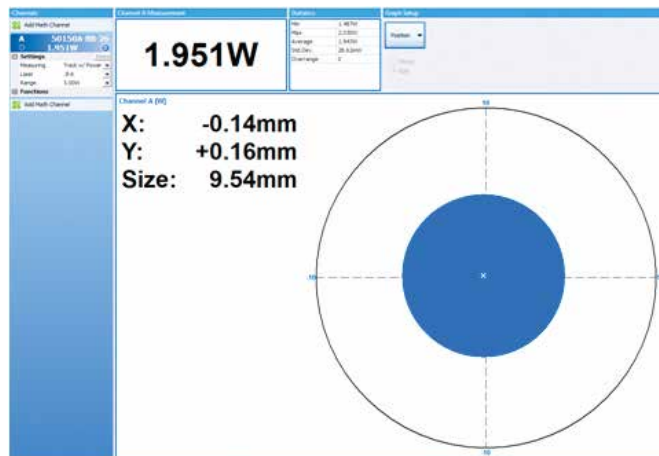 Channels
Add Math Channel
A
1.951W
Settings
Measuring Track w/ Power
Laser
Range 5.00W
Functions
Add Math Channel
Channel A Measurement
1.951W
Statistics
Min
Max
Average
Std.Dev.
Overrange 0
Graph Setup
Position
Channel A [W]
X: -0.14mm
Y: +0.16mm
Size: 9.54mm
10
-10
10
-10